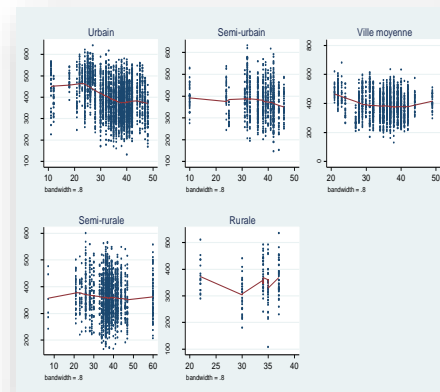 Urbain
600
500
400
300
200
100
10 20 30 40 50
bandwidth = .8
Semi-urbain
600
500
400
300
200
100
10 20 30 40 50
bandwidth = .8
Ville moyenne
800
600
400
200
0
20 30 40 50
bandwidth = .8
Semi-rurale
600
500
400
300
200
10 20 30 40 50 60
bandwidth = .8
Rurale
500
400
300
200
100
20 25 30 35 40
bandwidth = .8